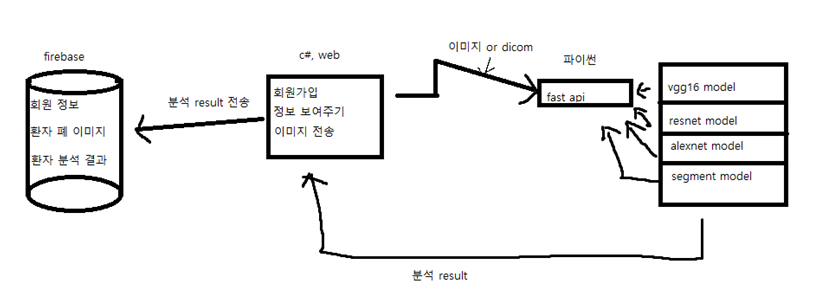 firebase
회원 정보
환자 폐 이미지
환자 분석 결과
분석 result 전송
c#, web
회원가입
정보 보여주기
이미지 전송
이미지 or dicom
파이썬
fast api
vgg16 model
resnet model
alexnet model
segment model
분석 result